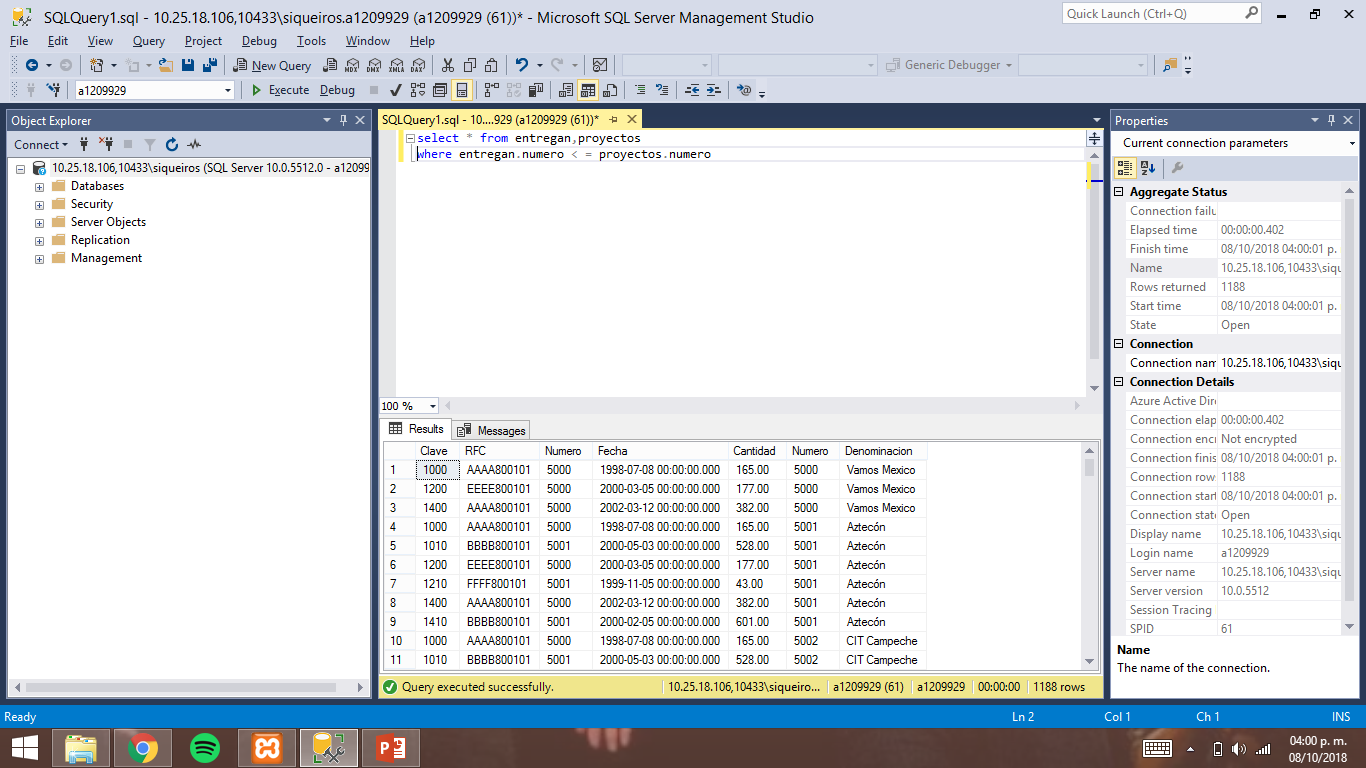 SQLQuery1.sql - 10.25.18.106,10433\siqueiros.a1209929 (a1209929 (61))* - Microsoft SQL Server Management Studio
Quick Launch (Ctrl+Q)
File Edit View Query Project Debug Tools Window Help
New Query MDX DMX XMLA DAX Generic Debugger
a1209929 Execute Debug
Object Explorer
Connect
10.25.18.106,10433\siqueiros (SQL Server 10.0.5512.0 - a12099
Databases
Security
Server Objects
Replication
Management
SQLQuery1.sql - 10....929 (a1209929 (61))*
select * from entregan,proyectos
where entregan.numero < = proyectos.numero
100 %
Results Messages
Clave RFC Numero Fecha Cantidad Numero Denominacion
1 1000 AAAA800101 5000 1998-07-08 00:00:00.000 165.00 5000 Vamos Mexico
2 1200 EEEE800101 5000 2000-03-05 00:00:00.000 177.00 5000 Vamos Mexico
3 1400 AAAA800101 5000 2002-03-12 00:00:00.000 382.00 5000 Vamos Mexico
4 1000 AAAA800101 5000 1998-07-08 00:00:00.000 165.00 5001 Aztecón
5 1010 BBBB800101 5001 2000-05-03 00:00:00.000 528.00 5001 Aztecón
6 1200 EEEE800101 5000 2000-03-05 00:00:00.000 177.00 5001 Aztecón
7 1210 FFFF800101 5001 1999-11-05 00:00:00.000 43.00 5001 Aztecón
8 1400 AAAA800101 5000 2002-03-12 00:00:00.000 382.00 5001 Aztecón
9 1410 BBBB800101 5001 2000-02-05 00:00:00.000 601.00 5001 Aztecón
10 1000 AAAA800101 5000 1998-07-08 00:00:00.000 165.00 5002 CIT Campeche
11 1010 BBBB800101 5001 2000-05-03 00:00:00.000 528.00 5002 CIT Campeche
Query executed successfully. 10.25.18.106,10433\siqueiro... a1209929 (61) a1209929 00:00:00 1188 rows
Properties
Current connection parameters
Aggregate Status
Connection failu
Elapsed time 00:00:00.402
Finish time 08/10/2018 04:00:01 p.
Name 10.25.18.106,10433\siqu
Rows returned 1188
Start time 08/10/2018 04:00:01 p.
State Open
Connection
Connection nam 10.25.18.106,10433\siqu
Connection Details
Azure Active Dire
Connection elap 00:00:00.402
Connection encr Not encrypted
Connection finis 08/10/2018 04:00:01 p.
Connection row 1188
Connection start 08/10/2018 04:00:01 p.
Connection state Open
Display name 10.25.18.106,10433\siqu
Login name a1209929
Server name 10.25.18.106,10433\siqu
Server version 10.0.5512
Session Tracing
SPID 61
Name
The name of the connection.
Ready Ln 2 Col 1 Ch 1 INS
04:00 p. m.
08/10/2018